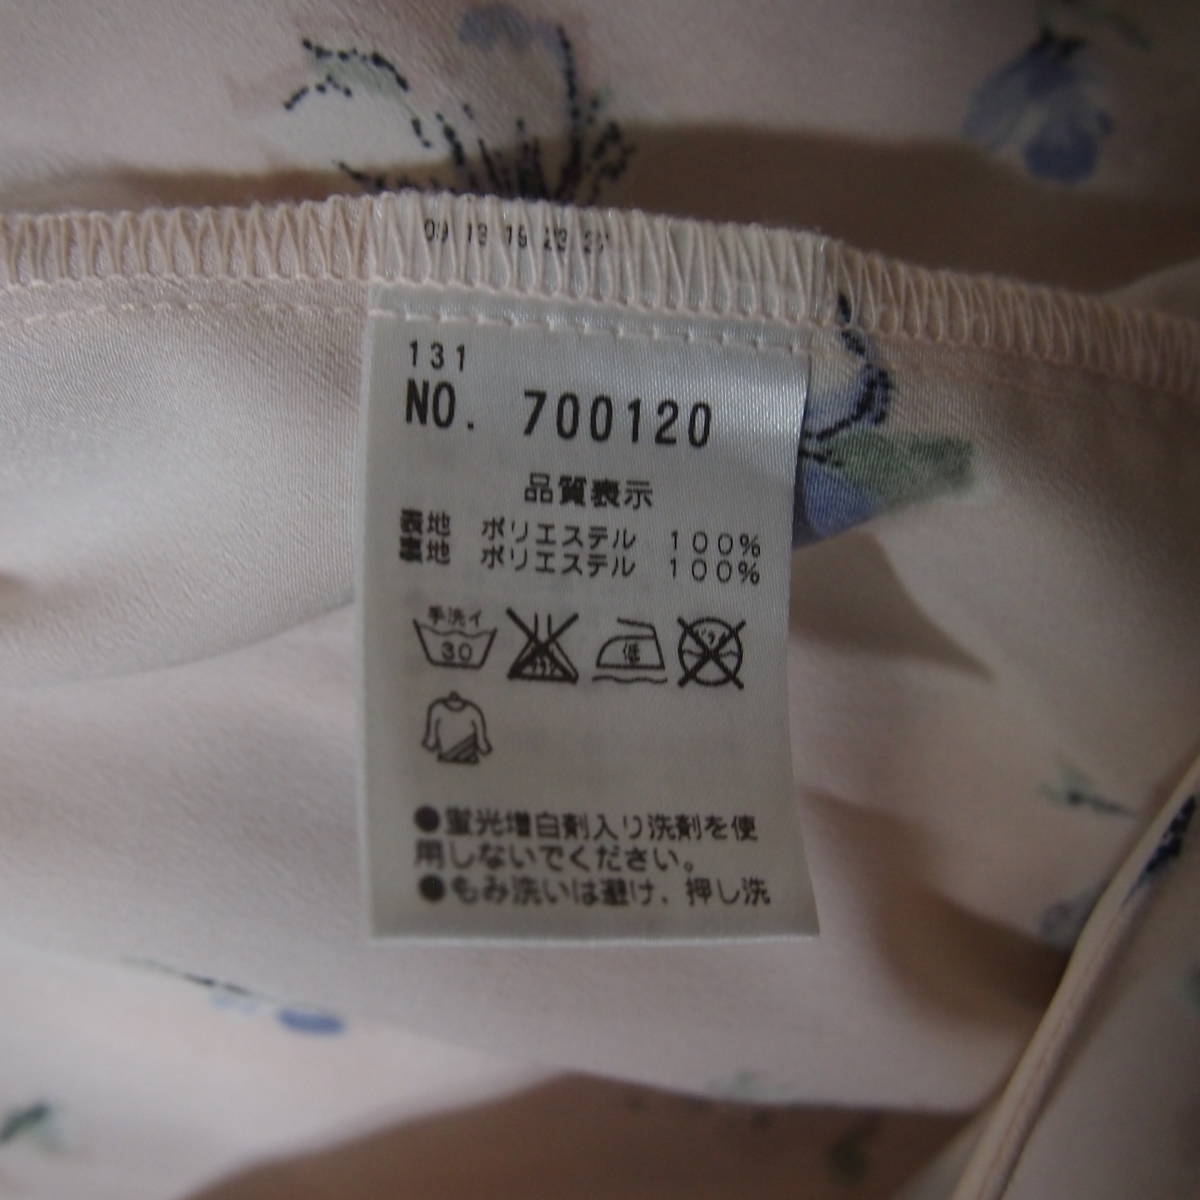 131
NO. 700120
品質表示
表地 ポリエステル 100%
裏地 ポリエステル 100%
手洗イ
30
低
●蛍光増白剤入り洗剤を使
用しないでください。
●もみ洗いは避け、押し洗